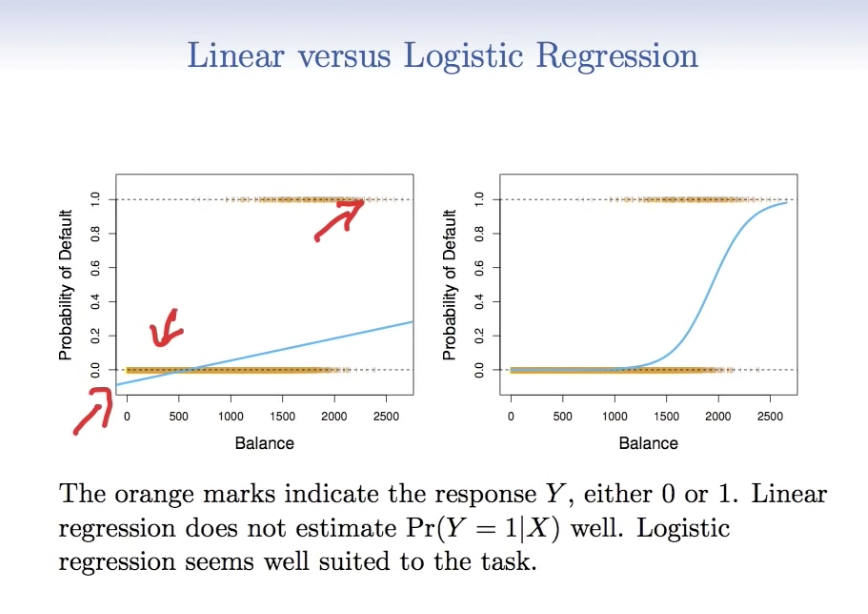 Linear versus Logistic Regression
Probability of Default
0.0 0.2 0.4 0.6 0.8 1.0
0 500 1000 1500 2000 2500
Balance
Probability of Default
0.0 0.2 0.4 0.6 0.8 1.0
0 500 1000 1500 2000 2500
Balance
The orange marks indicate the response Y, either 0 or 1. Linear
regression does not estimate Pr(Y = 1|X) well. Logistic
regression seems well suited to the task.